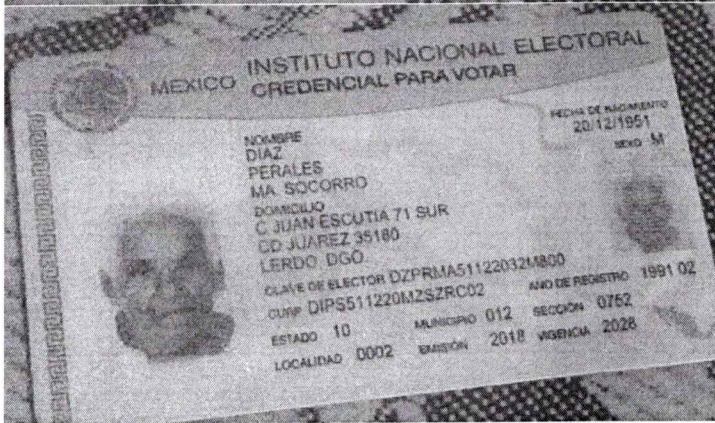 MÉXICO INSTITUTO NACIONAL ELECTORAL
CREDENCIAL PARA VOTAR
NOMBRE
DIAZ
PERALES
MA. SOCORRO
FECHA DE NACIMIENTO
20/12/1951
SEXO M
DOMICILIO
C JUAN ESCUTIA 71 SUR
CD JUAREZ 35180
LERDO, DGO.
CLAVE DE ELECTOR DZPRMA51122032M800
CURP DIPS511220MZSZRC02 AÑO DE REGISTRO 1991 02
ESTADO 10 MUNICIPIO 012 SECCIÓN 0752
LOCALIDAD 0002 EMISIÓN 2018 VIGENCIA 2028